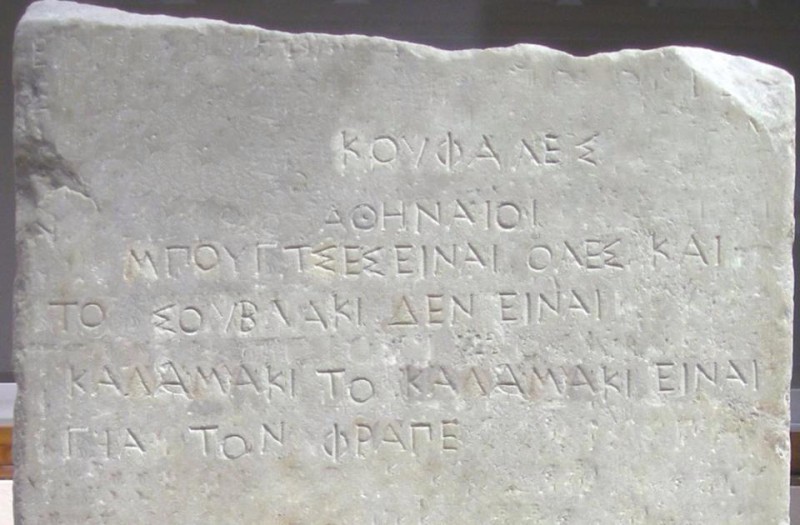 ΚΟΥΦΑΛΕΣ
ΑΘΗΝΑΙΟΙ
ΜΠΟΥΓΤΣΕΣ ΕΙΝΑΙ ΟΛΕΣ ΚΑΙ
ΤΟ ΣΟΥΒΛΑΚΙ ΔΕΝ ΕΙΝΑΙ
ΚΑΛΑΜΑΚΙ ΤΟ ΚΑΛΑΜΑΚΙ ΕΙΝΑΙ
ΓΙΑ ΤΟΝ ΦΡΑΠΕ